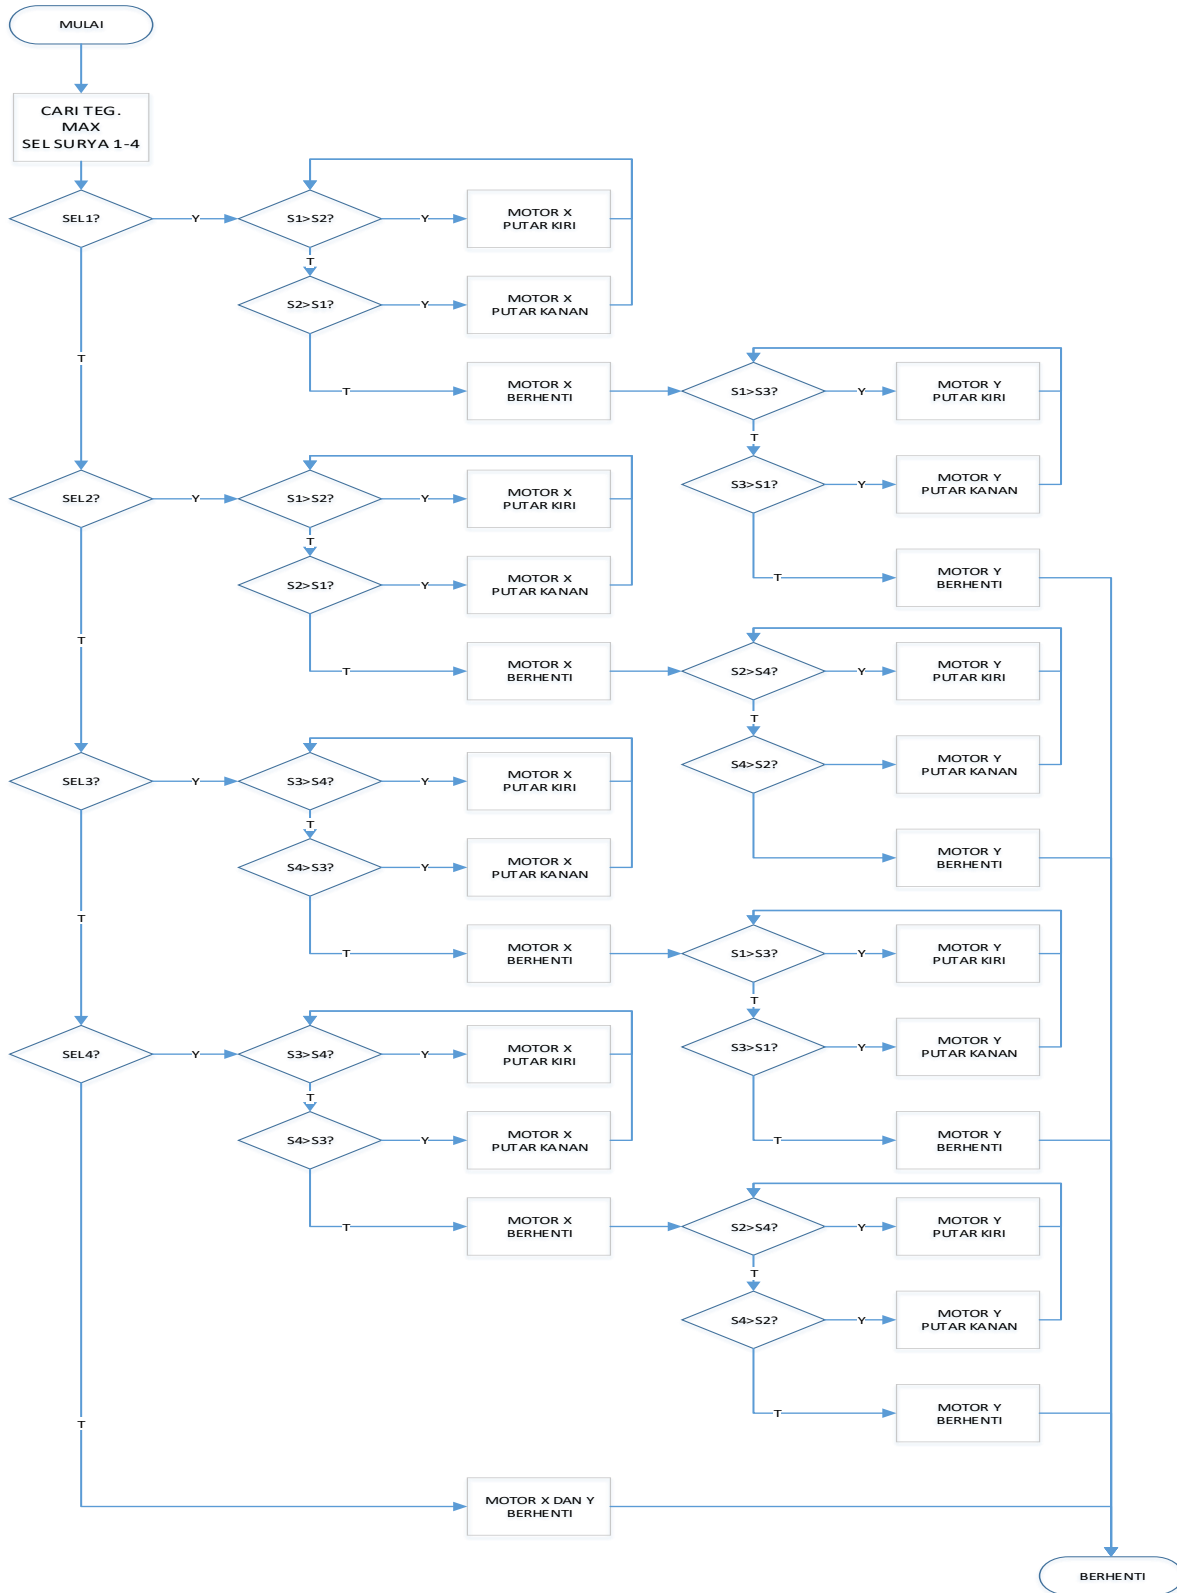 MULAI
CARI TEG.
MAX
SEL SURYA 1-4
SEL1?
Y
S1>S2?
Y
MOTOR X
PUTAR KIRI
T
S2>S1?
Y
MOTOR X
PUTAR KANAN
T
T
MOTOR X
BERHENTI
S1>S3?
Y
MOTOR Y
PUTAR KIRI
T
S3>S1?
Y
MOTOR Y
PUTAR KANAN
T
MOTOR Y
BERHENTI
SEL2?
Y
S1>S2?
Y
MOTOR X
PUTAR KIRI
T
S2>S1?
Y
MOTOR X
PUTAR KANAN
T
T
MOTOR X
BERHENTI
S2>S4?
Y
MOTOR Y
PUTAR KIRI
T
S4>S2?
MOTOR Y
PUTAR KANAN
MOTOR Y
BERHENTI
SEL3?
Y
S3>S4?
Y
MOTOR X
PUTAR KIRI
T
S4>S3?
Y
MOTOR X
PUTAR KANAN
T
T
MOTOR X
BERHENTI
S1>S3?
Y
MOTOR Y
PUTAR KIRI
T
S3>S1?
Y
MOTOR Y
PUTAR KANAN
T
MOTOR Y
BERHENTI
SEL4?
Y
S3>S4?
Y
MOTOR X
PUTAR KIRI
T
S4>S3?
Y
MOTOR X
PUTAR KANAN
T
MOTOR X
BERHENTI
S2>S4?
Y
MOTOR Y
PUTAR KIRI
T
S4>S2?
Y
MOTOR Y
PUTAR KANAN
T
MOTOR Y
BERHENTI
T
MOTOR X DAN Y
BERHENTI
BERHENTI